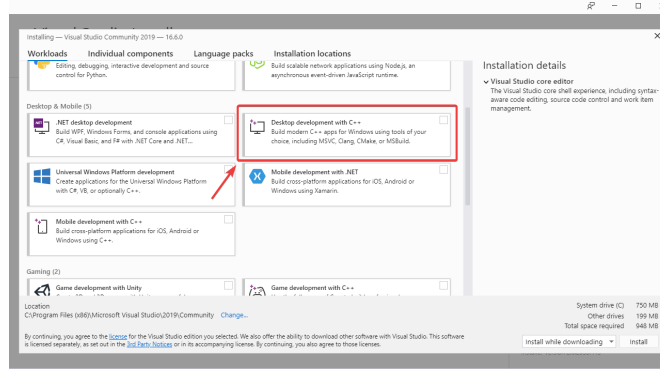 Installing — Visual Studio Community 2019 — 16.6.0
Workloads Individual components Language packs Installation locations
Editing, debugging, interactive development and source
control for Python.
Build scalable network applications using Node.js, an
asynchronous event-driven JavaScript runtime.
Desktop & Mobile (5)
.NET desktop development
Build WPF, Windows Forms, and console applications using
C#, Visual Basic, and F# with .NET Core and .NET...
Desktop development with C++
Build modern C++ apps for Windows using tools of your
choice, including MSVC, Clang, CMake, or MSBuild.
Universal Windows Platform development
Create applications for the Universal Windows Platform
with C#, VB, or optionally C++.
Mobile development with .NET
Build cross-platform applications for iOS, Android or
Windows using Xamarin.
Mobile development with C++
Build cross-platform applications for iOS, Android or
Windows using C++.
Gaming (2)
Game development with Unity
Game development with C++
Installation details
Visual Studio core editor
The Visual Studio core shell experience, including syntax-
aware code editing, source code control and work item
management.
Location
C:\Program Files (x86)\Microsoft Visual Studio\2019\Community Change...
System drive (C) 750 MB
Other drives 199 MB
Total space required 948 MB
By continuing, you agree to the license for the Visual Studio edition you selected. We also offer the ability to download other software with Visual Studio. This software
is licensed separately, as set out in the 3rd Party Notices or in its accompanying license. By continuing, you also agree to those licenses.
Install while downloading Install